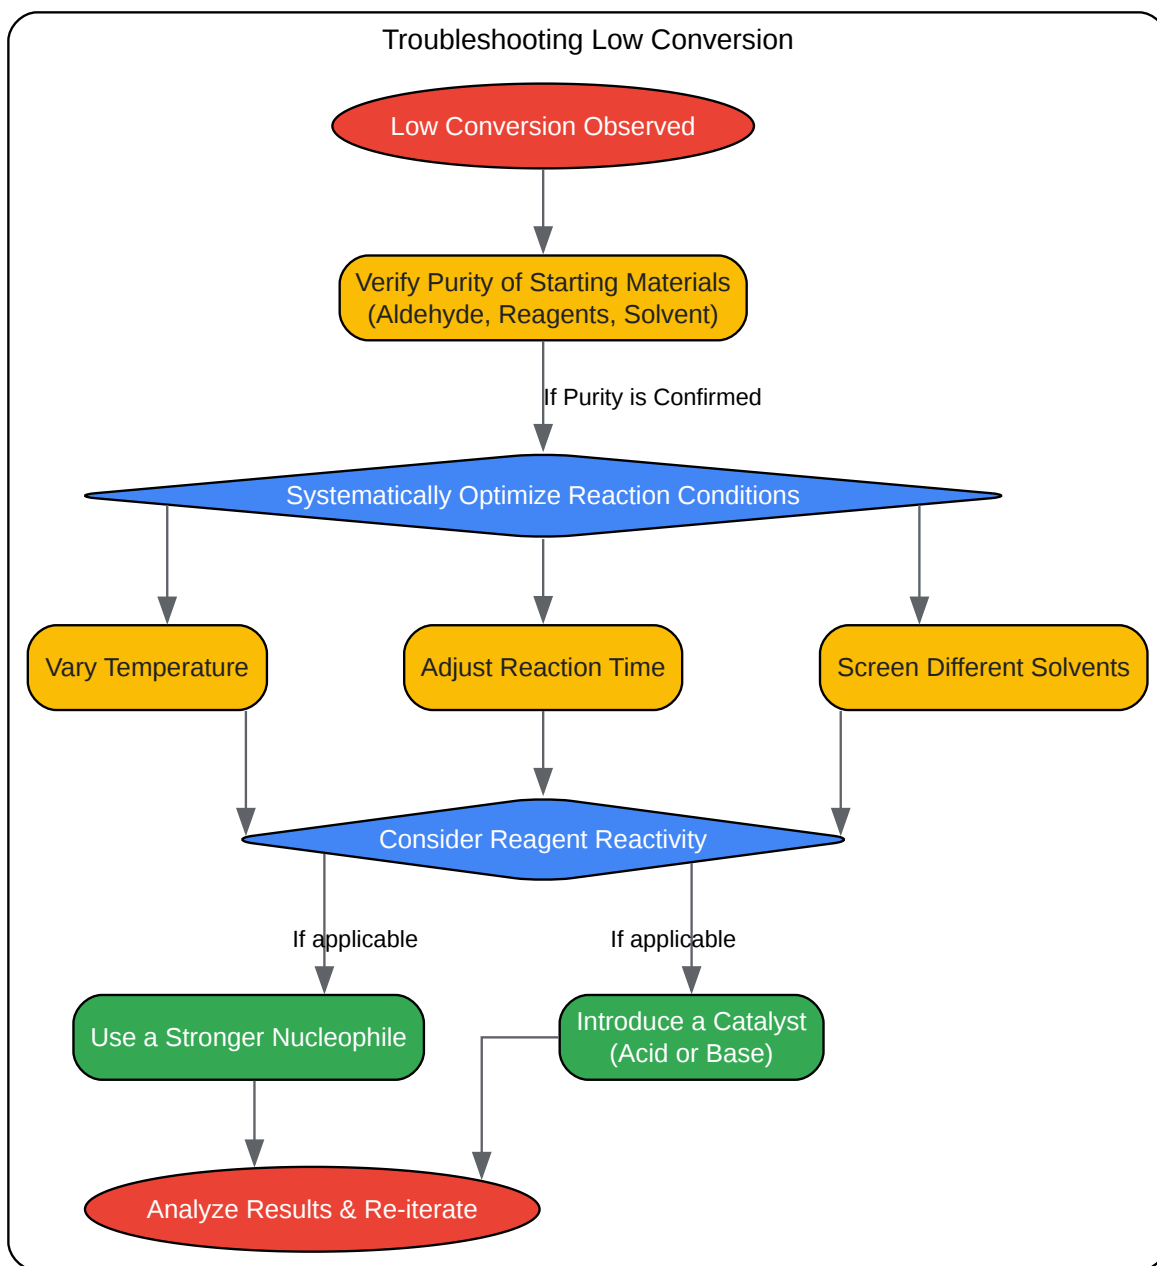 Troubleshooting Low Conversion
Low Conversion Observed
Verify Purity of Starting Materials
(Aldehyde, Reagents, Solvent)
If Purity is Confirmed
Systematically Optimize Reaction Conditions
Vary Temperature
Adjust Reaction Time
Screen Different Solvents
Consider Reagent Reactivity
If applicable
If applicable
Use a Stronger Nucleophile
Introduce a Catalyst
(Acid or Base)
Analyze Results & Re-iterate